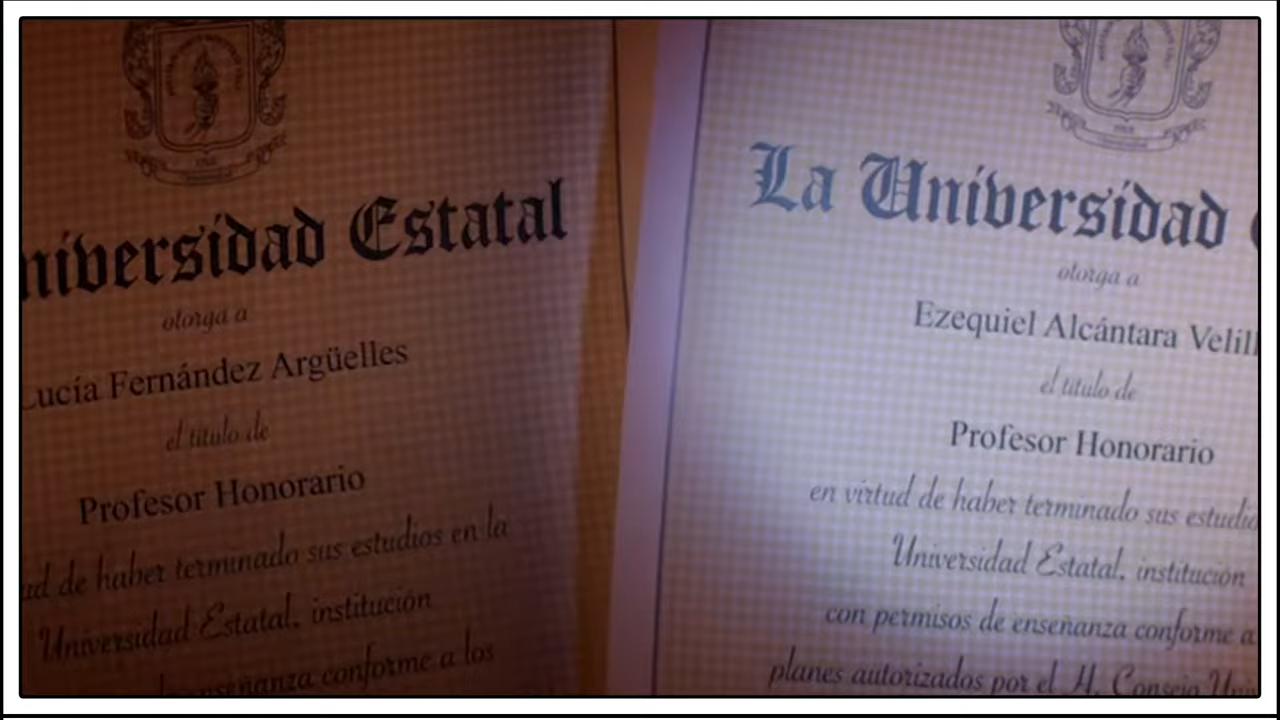 niversidad Estatal
otorga a
Lucía Fernández Argüelles
el título de
Profesor Honorario
ud de haber terminado sus estudios en la
Universidad Estatal, institución
enseñanza conforme a los
La Universidad
otorga a
Ezequiel Alcántara Velill
el título de
Profesor Honorario
en virtud de haber terminado sus estudio
Universidad Estatal, institución
con permisos de enseñanza conforme a
planes autorizados por el H. Consejo Uni